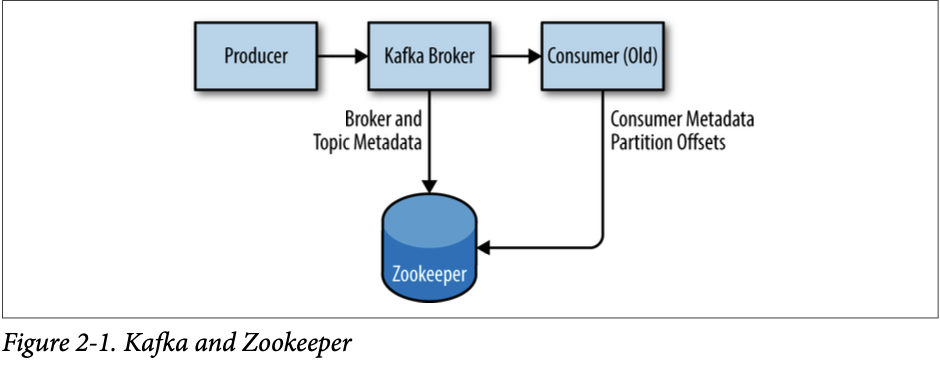 Producer
Kafka Broker
Consumer (Old)
Broker and
Topic Metadata
Consumer Metadata
Partition Offsets
Zookeeper
Figure 2-1. Kafka and Zookeeper